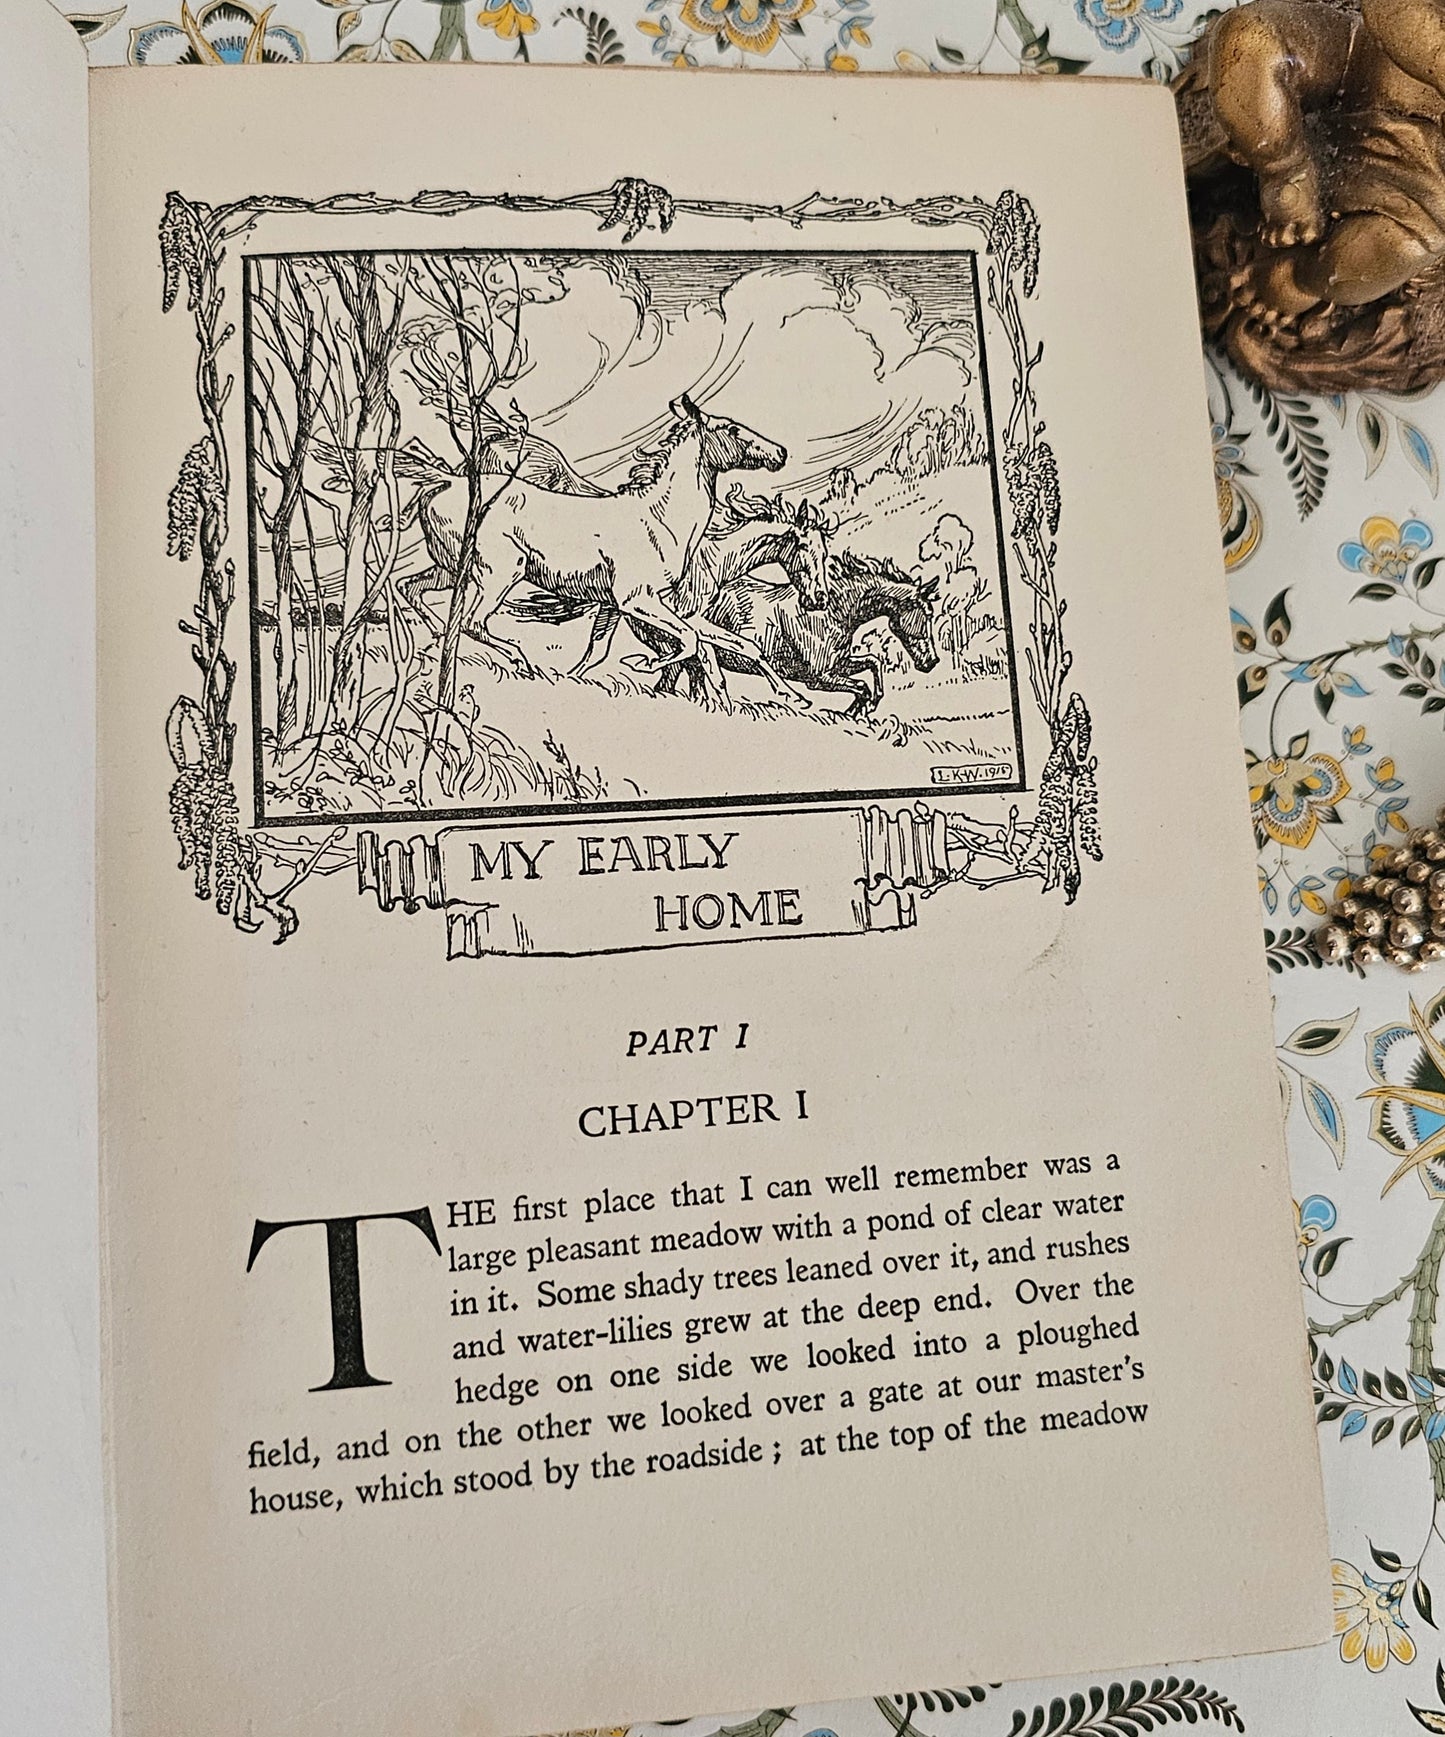 L.K.W. 1915
MY EARLY
HOME
PART I
CHAPTER I
THE first place that I can well remember was a
large pleasant meadow with a pond of clear water
in it. Some shady trees leaned over it, and rushes
and water-lilies grew at the deep end. Over the
hedge on one side we looked into a ploughed
field, and on the other we looked over a gate at our master's
house, which stood by the roadside ; at the top of the meadow